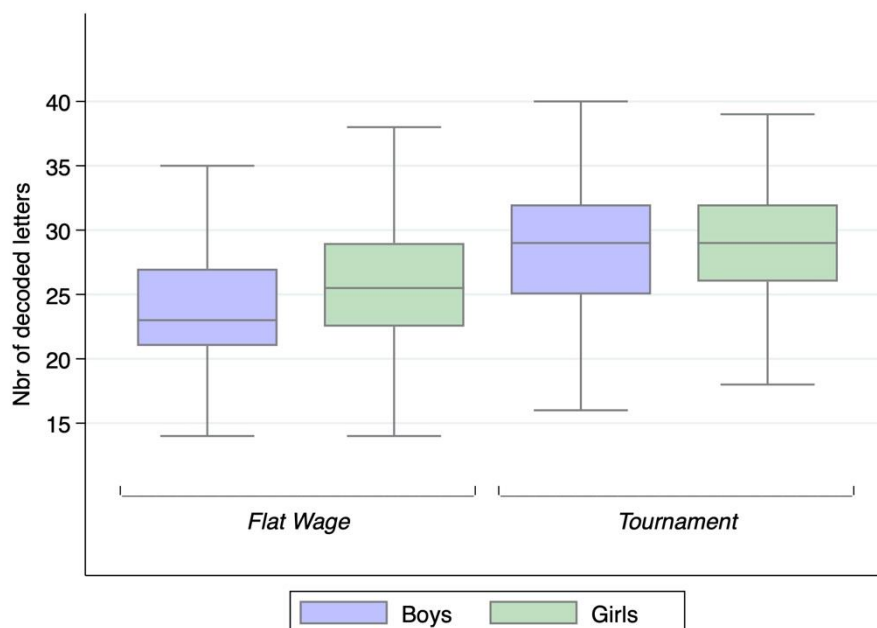 Nbr of decoded letters
40
35
30
25
20
15
Flat Wage
Tournament
Boys
Girls